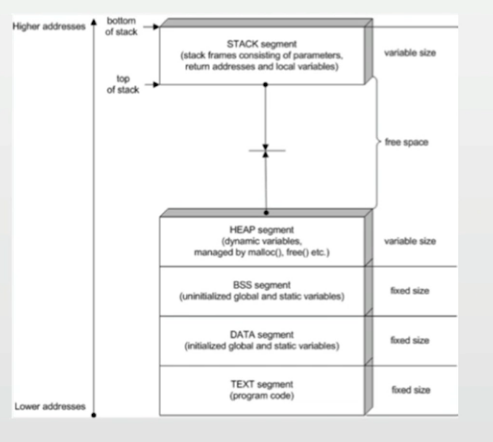 Higher addresses
bottom
of stack
STACK segment
(stack frames consisting of parameters,
return addresses and local variables)
variable size
top
of stack
free space
HEAP segment
(dynamic variables,
managed by malloc(), free() etc.)
variable size
BSS segment
(uninitialized global and static variables)
fixed size
DATA segment
(initialized global and static variables)
fixed size
TEXT segment
(program code)
fixed size
Lower addresses